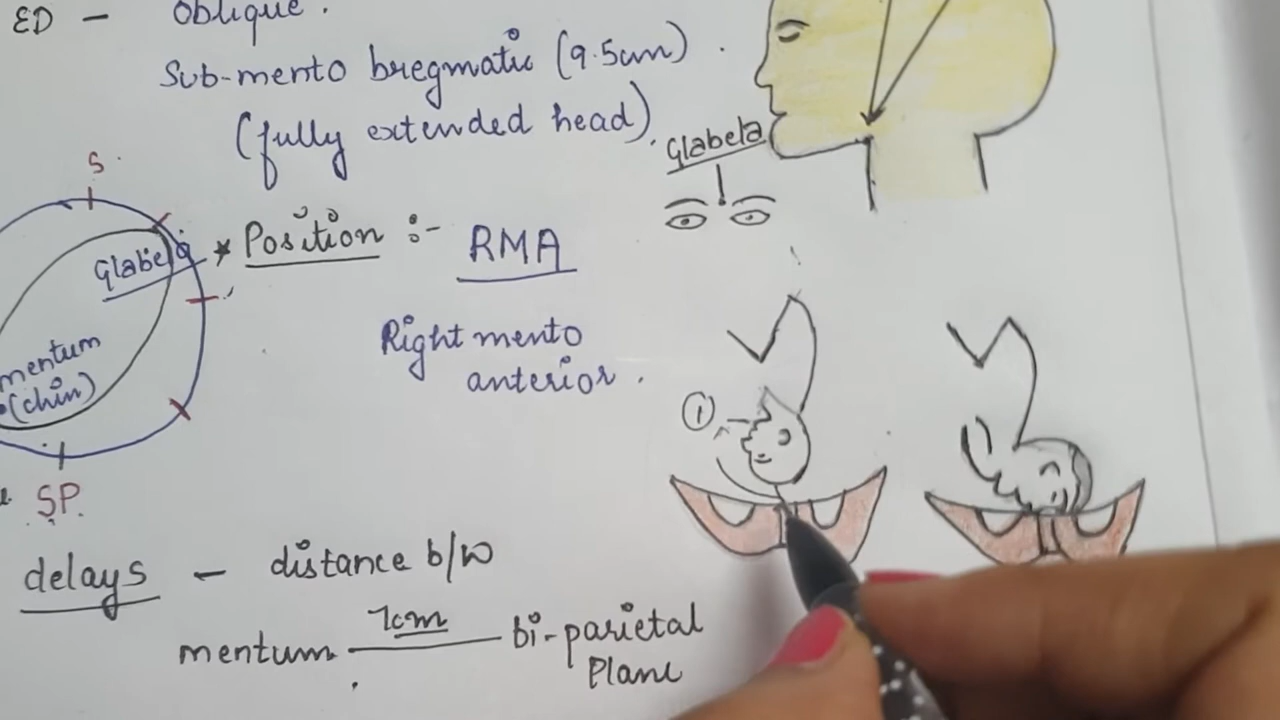 ED - oblique.
Sub-mento bregmatic (9.5cm).
(fully extended head).
Glabela
S
Glabela
* Position :- RMA
Right mento
anterior.
mentum
(chin)
SP
①
delays - distance b/w
mentum 7cm bi-parietal
Plane